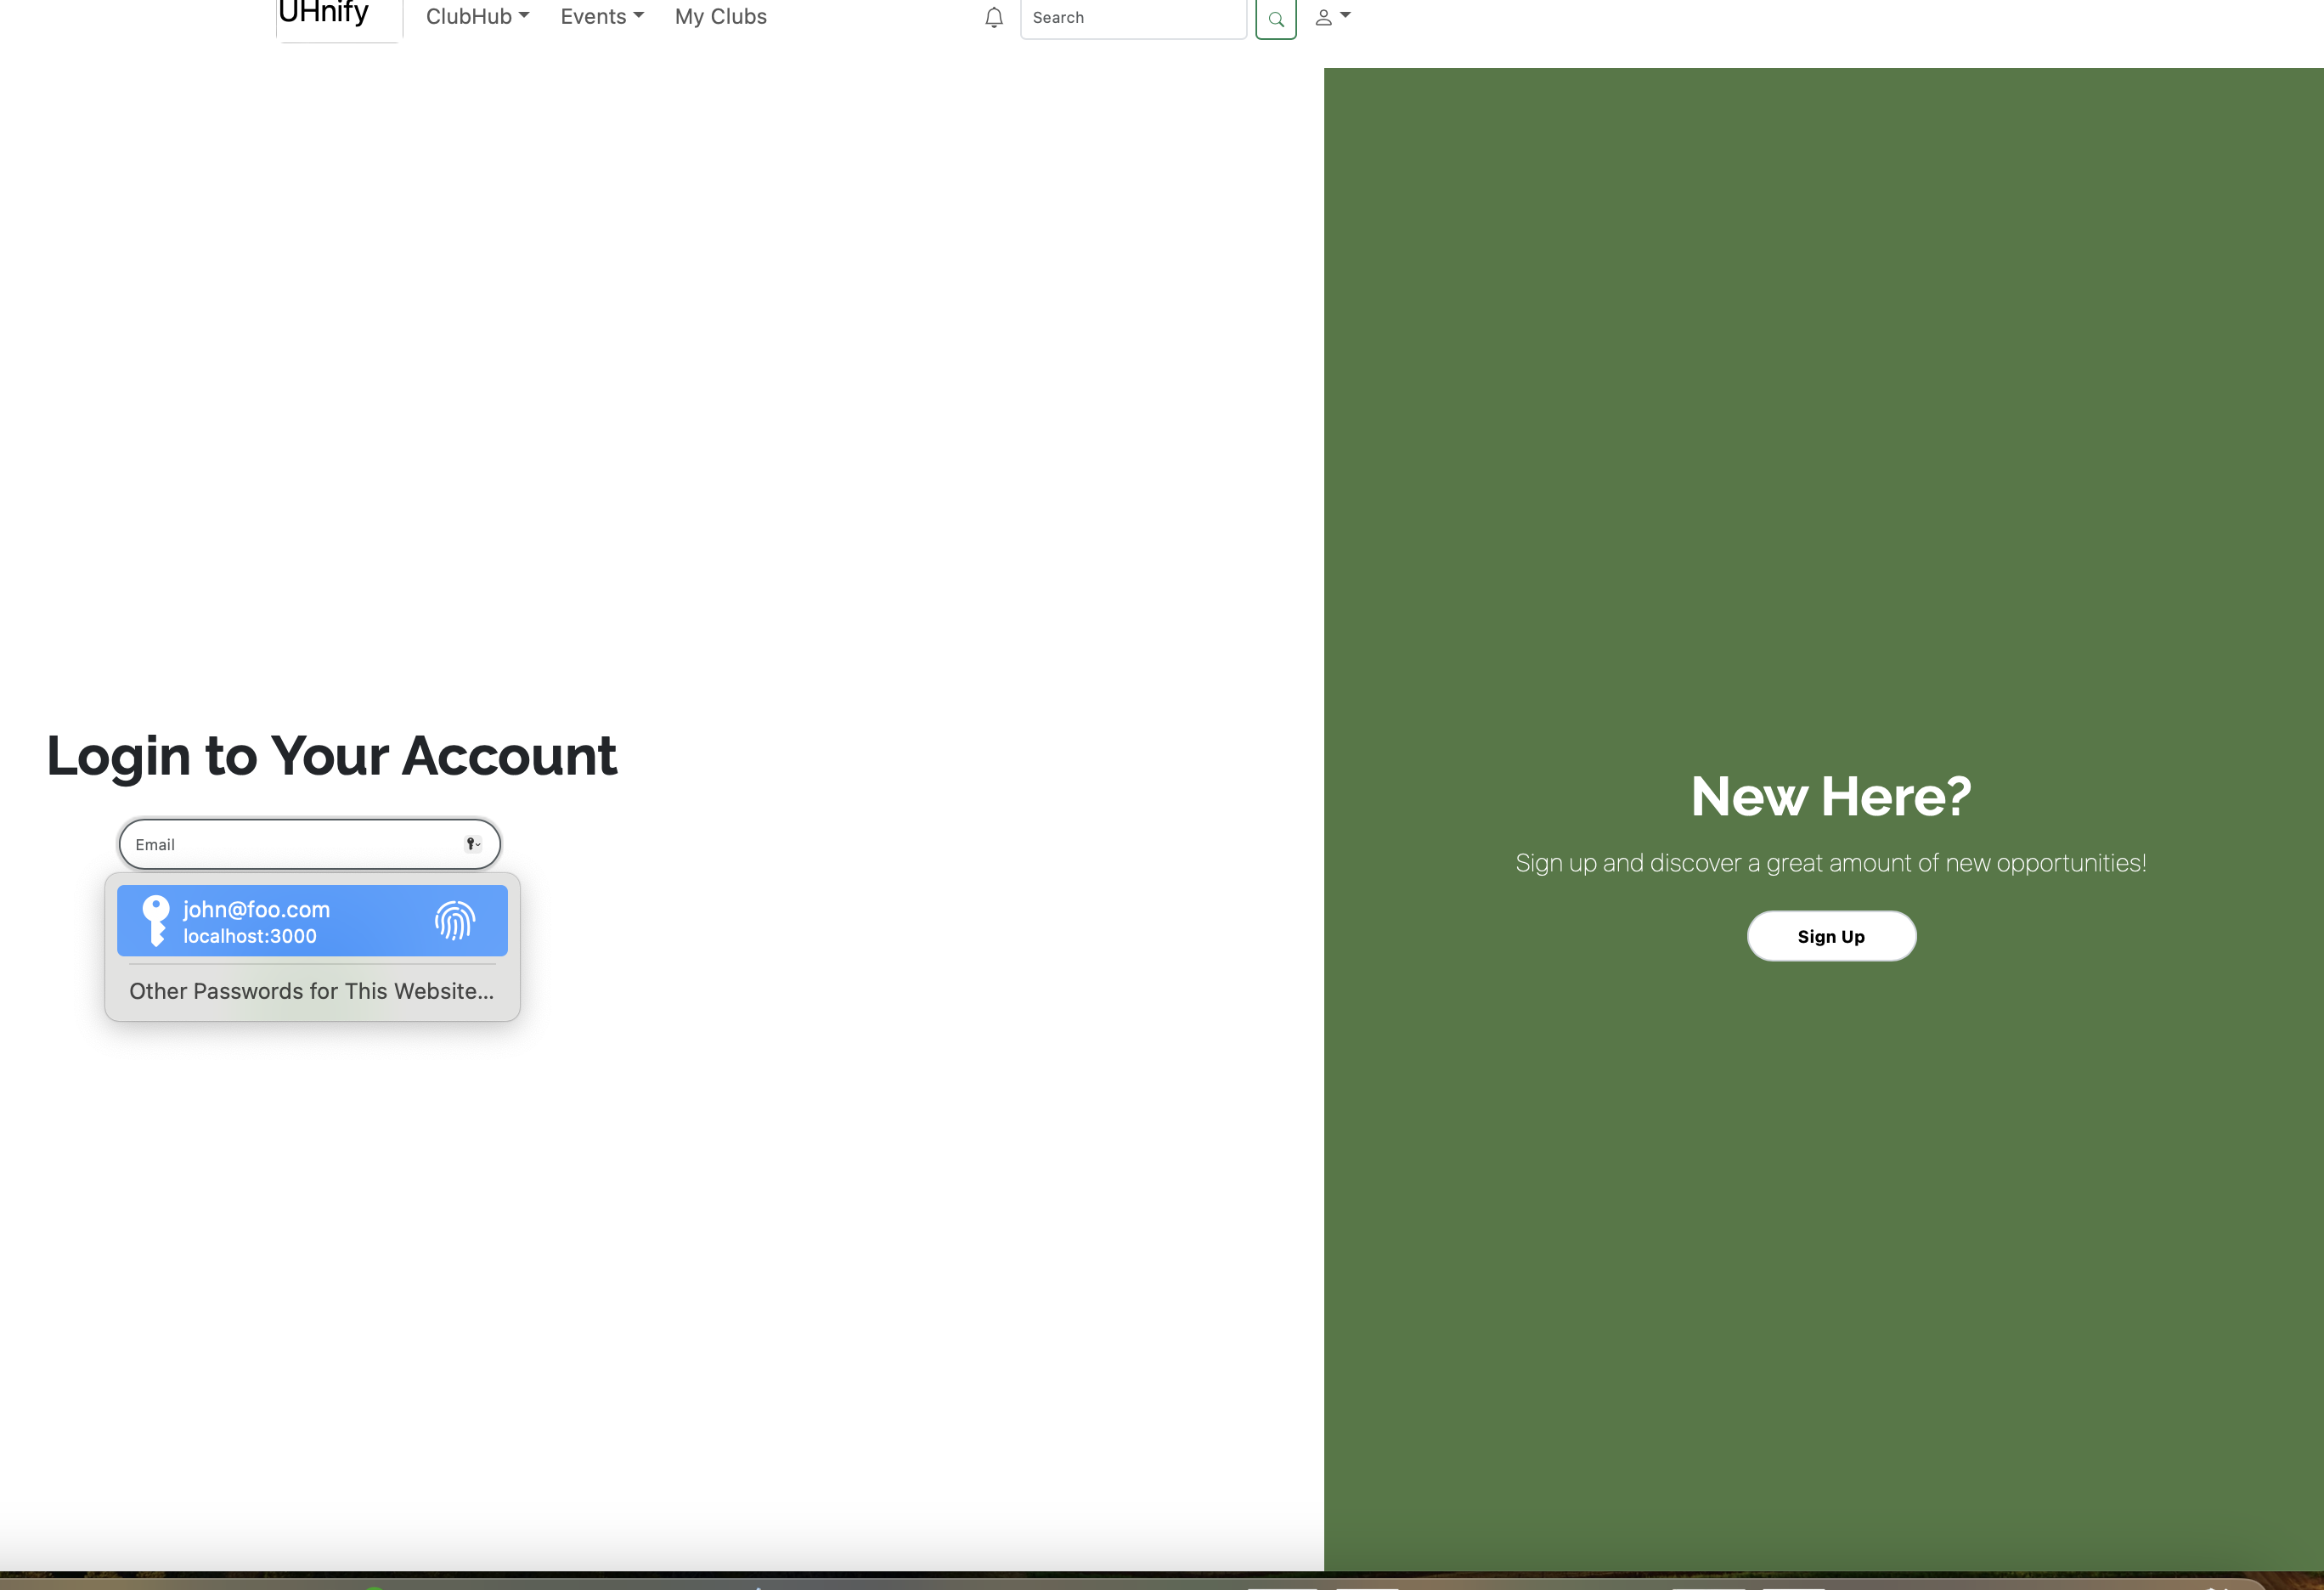 UHnify ClubHub Events My Clubs Search
Login to Your Account
Email
john@foo.com
localhost:3000
Other Passwords for This Website...
New Here?
Sign up and discover a great amount of new opportunities!
Sign Up